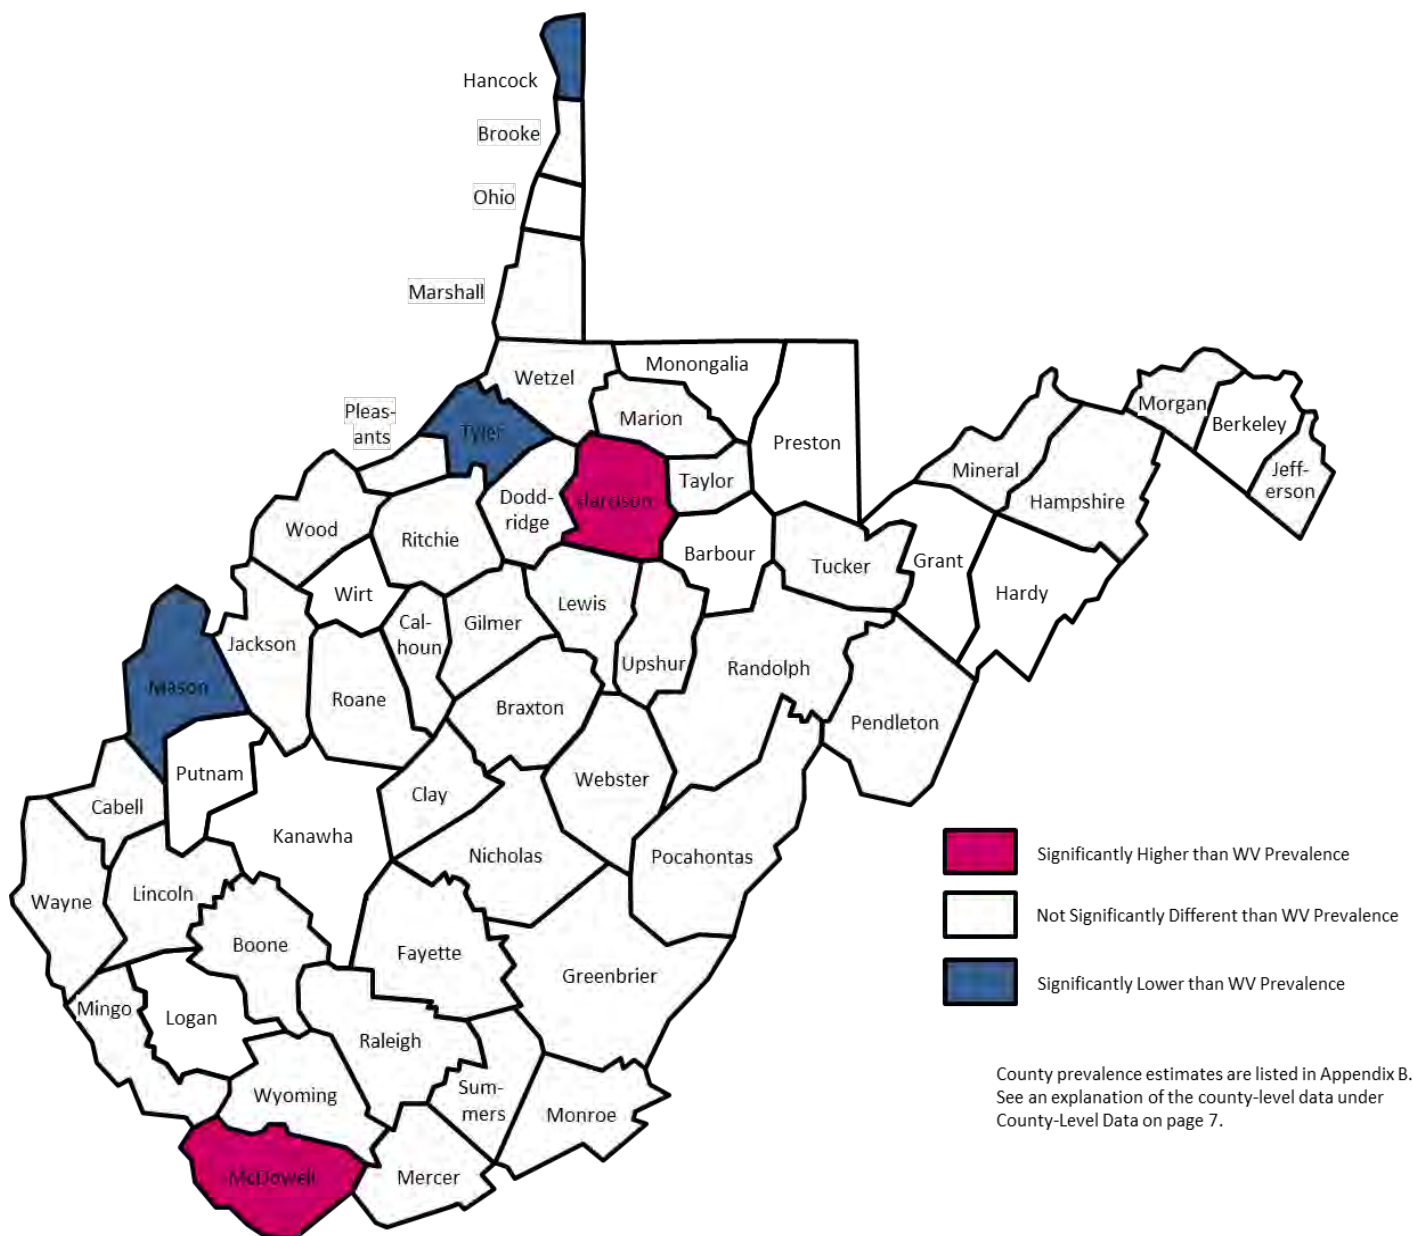 Hancock
Brooke
Ohio
Marshall
Wetzel
Monongalia
Marion
Preston
Pleas-
ants
Tyler
Taylor
Harrison
Dodd-
ridge
Wood
Ritchie
Barbour
Tucker
Grant
Mineral
Hampshire
Morgan
Berkeley
Jeff-
erson
Hardy
Wirt
Cal-
houn
Gilmer
Lewis
Upshur
Randolph
Pendleton
Jackson
Mason
Roane
Braxton
Webster
Putnam
Cabell
Clay
Kanawha
Nicholas
Pocahontas
Wayne
Lincoln
Boone
Fayette
Greenbrier
Mingo
Logan
Raleigh
Wyoming
Sum-
mers
Monroe
McDowell
Mercer
Significantly Higher than WV Prevalence
Not Significantly Different than WV Prevalence
Significantly Lower than WV Prevalence
County prevalence estimates are listed in Appendix B.
See an explanation of the county-level data under
County-Level Data on page 7.